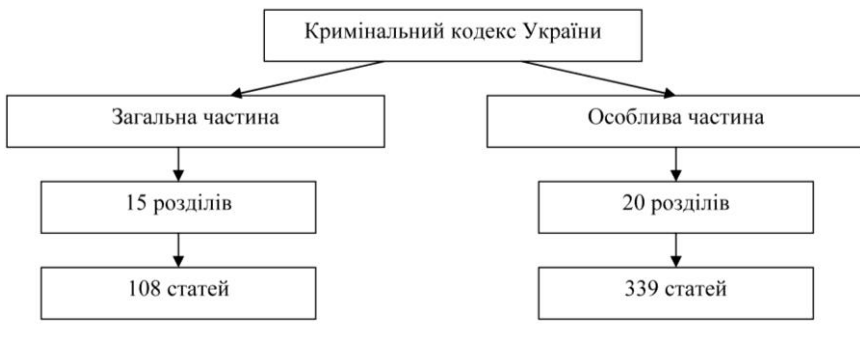 Кримінальний кодекс України
Загальна частина
Особлива частина
15 розділів
20 розділів
108 статей
339 статей